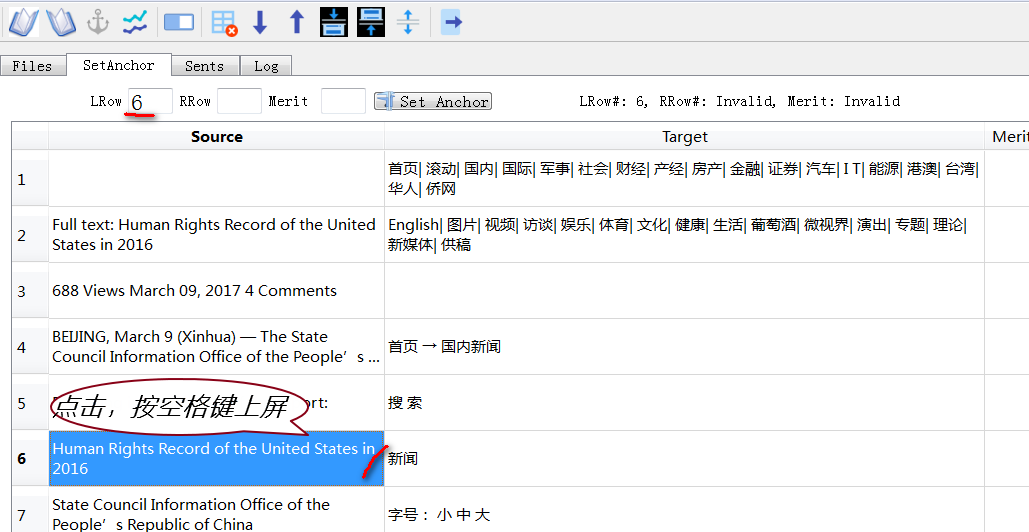 Files SetAnchor Sents Log
LRow 6 RRow Merit Set Anchor LRow#: 6, RRow#: Invalid, Merit: Invalid
Source Target Merit
1 首页| 滚动| 国内| 国际| 军事| 社会| 财经| 产经| 房产| 金融| 证券| 汽车| I T| 能源| 港澳| 台湾|
华人| 侨网
2 Full text: Human Rights Record of the United English| 图片| 视频| 访谈| 娱乐| 体育| 文化| 健康| 生活| 葡萄酒| 微视界| 演出| 专题| 理论|
States in 2016 新媒体| 供稿
3 688 Views March 09, 2017 4 Comments
4 BEIJING, March 9 (Xinhua) — The State
Council Information Office of the People’s ... 首页 → 国内新闻
5 点击，按空格键上屏 ort: 搜 索
6 Human Rights Record of the United States in
2016 新闻
7 State Council Information Office of the
People’s Republic of China 字号： 小 中 大